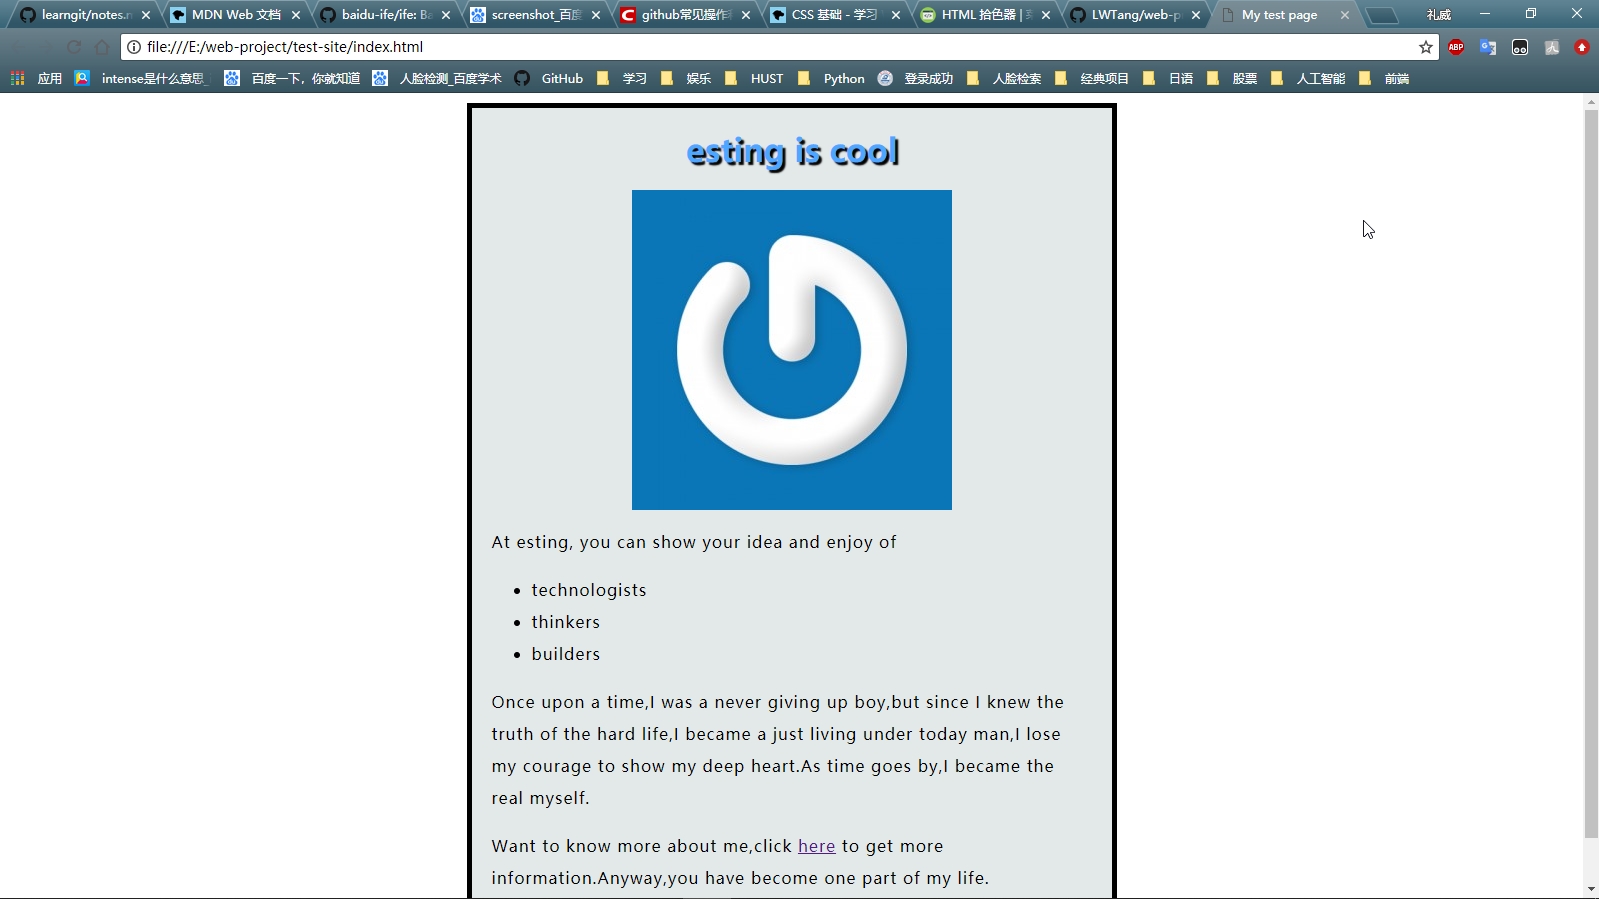 learngit/notes.n
MDN Web 文档
baidu-ife/ife: Ba
screenshot_百度
github常见操作和
CSS 基础 - 学习
HTML 拾色器 |
LWTang/web-p
My test page
礼威
file:///E:/web-project/test-site/index.html
ABP
应用
intense是什么意思_
百度一下，你就知道
人脸检测_百度学术
GitHub
学习
娱乐
HUST
Python
登录成功
人脸检索
经典项目
日语
股票
人工智能
前端
esting is cool
At esting, you can show your idea and enjoy of
technologists
thinkers
builders
Once upon a time,I was a never giving up boy,but since I knew the
truth of the hard life,I became a just living under today man,I lose
my courage to show my deep heart.As time goes by,I became the
real myself.
Want to know more about me,click here to get more
information.Anyway,you have become one part of my life.